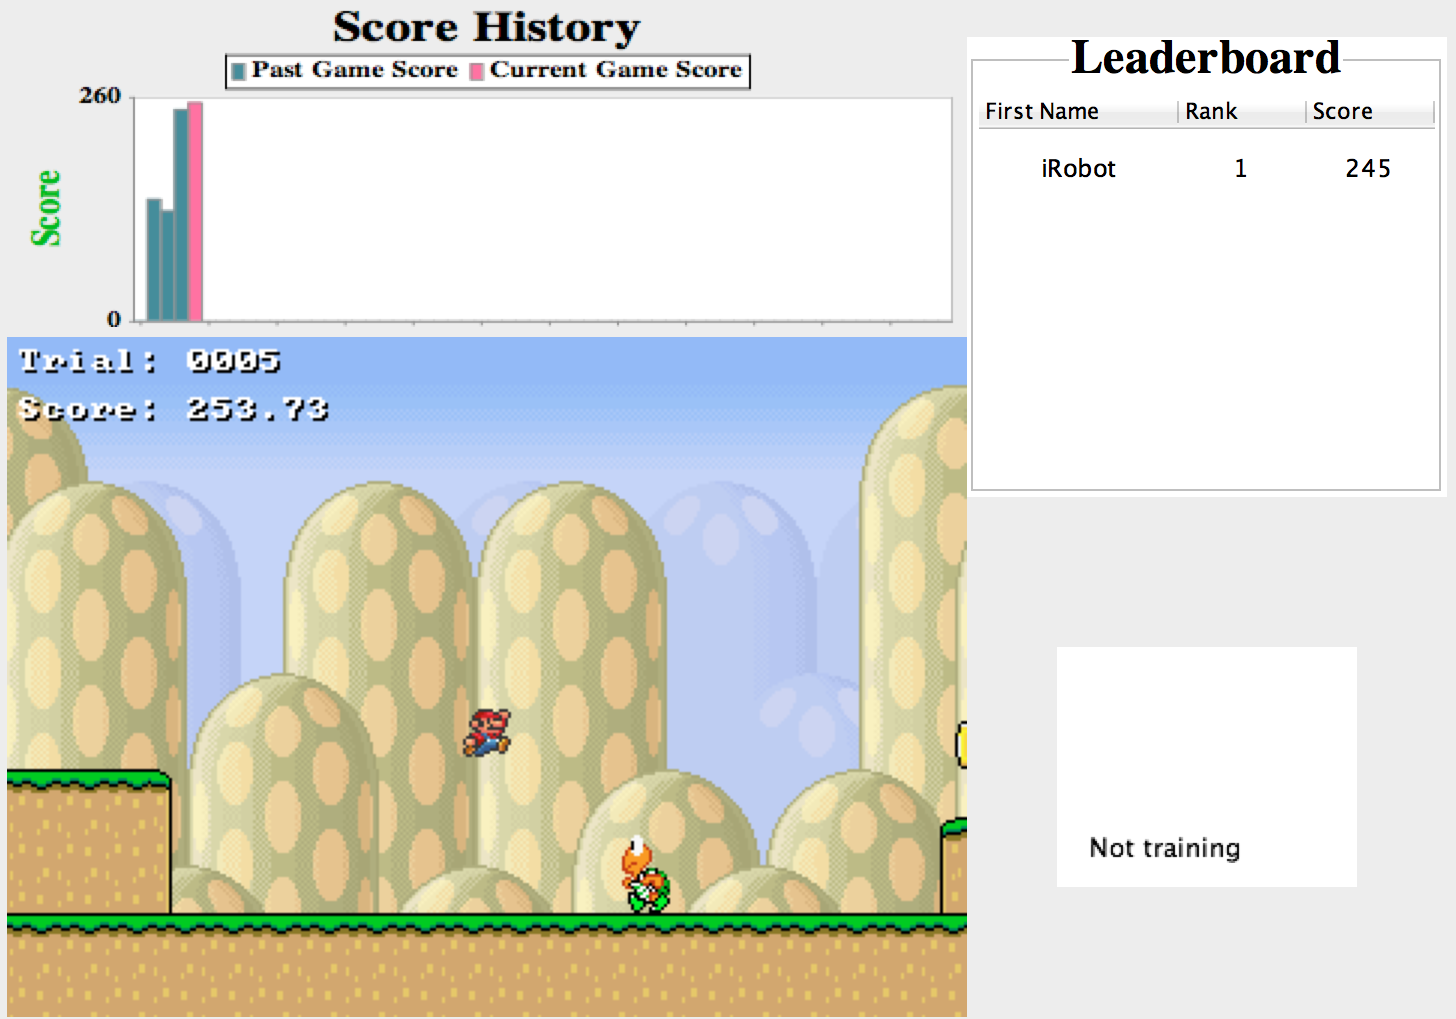 Score History
Past Game Score Current Game Score
260
Score
0
Leaderboard
First Name Rank Score
iRobot 1 245
Trial: 0005
Score: 253.73
Not training